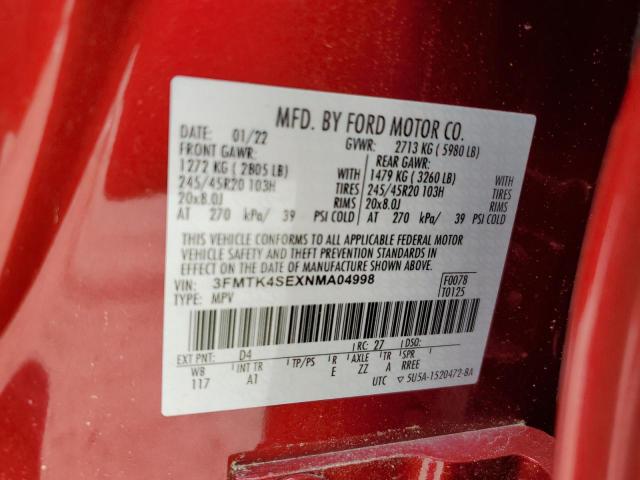 MFD. BY FORD MOTOR CO.
DATE: 01/22 GVWR: 2713 KG ( 5980 LB)
FRONT GAWR: REAR GAWR:
1272 KG ( 2805 LB) WITH 1479 KG ( 3260 LB) WITH
245/45R20 103H TIRES 245/45R20 103H TIRES
20x8.0J RIMS 20x8.0J RIMS
AT 270 kPa/ 39 PSI COLD AT 270 kPa/ 39 PSI COLD
THIS VEHICLE CONFORMS TO ALL APPLICABLE FEDERAL MOTOR
VEHICLE SAFETY AND THEFT PREVENTION STANDARDS IN
EFFECT ON THE DATE OF MANUFACTURE SHOWN ABOVE.
VIN: 3FMTK4SEXNMA04998 F0078
TYPE: MPV T0125
EXT PNT: D4 RC: 27 DSO:
WB INT TR TP/PS R AXLE TR SPR
117 A1 E ZZ A RREE
UTC ▽ 5U5A-1520472-BA